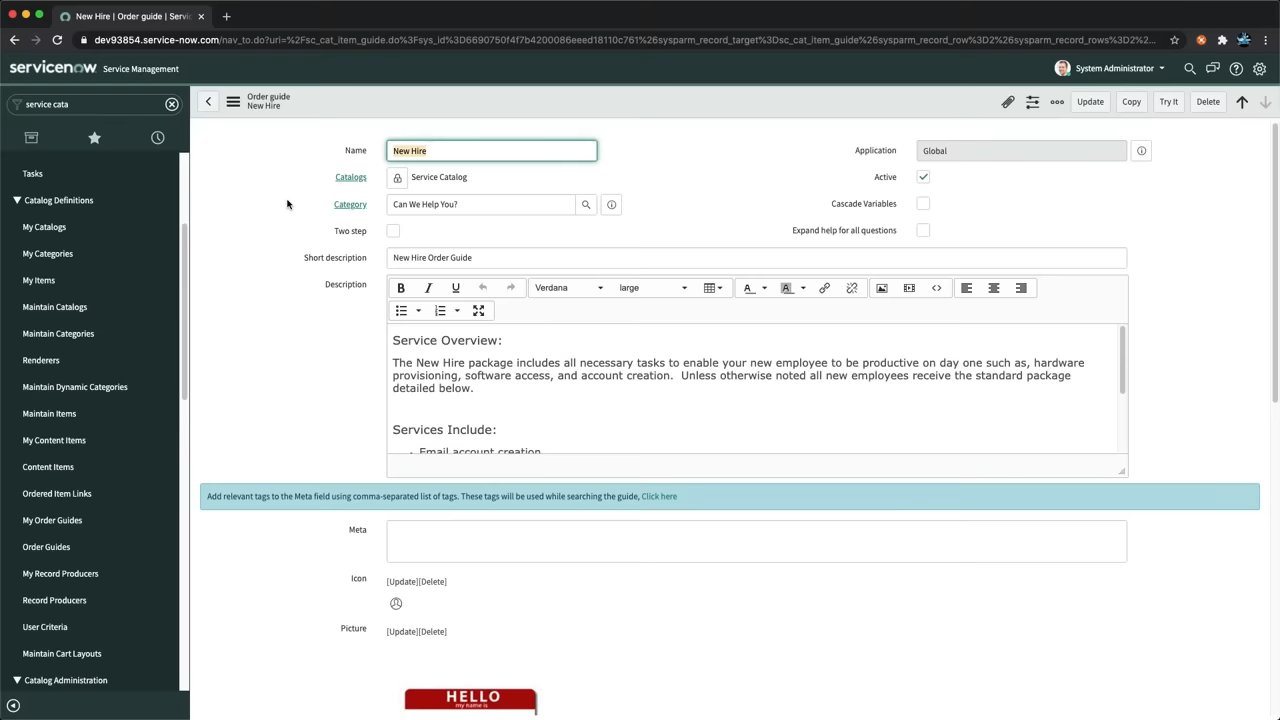 New Hire | Order guide | Servic
dev93854.service-now.com/nav_to.do?uri=%2Fsc_cat_item_guide.do%3Fsys_id%3D6690750f4f7b4200086eeed18110c761%26sysparm_record_target%3Dsc_cat_item_guide%26sysparm_record_row%3D2%26sysparm_record_rows%3D2%2...
servicenow Service Management
System Administrator
service cata
Order guide
New Hire
Update Copy Try It Delete
Tasks
Catalog Definitions
My Catalogs
My Categories
My Items
Maintain Catalogs
Maintain Categories
Renderers
Maintain Dynamic Categories
Maintain Items
My Content Items
Content Items
Ordered Item Links
My Order Guides
Order Guides
My Record Producers
Record Producers
User Criteria
Maintain Cart Layouts
Catalog Administration
Name New Hire Application Global
Catalogs Service Catalog Active
Category Can We Help You? Cascade Variables
Two step Expand help for all questions
Short description New Hire Order Guide
Description
B I U Verdana large A A
Service Overview:
The New Hire package includes all necessary tasks to enable your new employee to be productive on day one such as, hardware
provisioning, software access, and account creation. Unless otherwise noted all new employees receive the standard package
detailed below.
Services Include:
Email account creation
Add relevant tags to the Meta field using comma-separated list of tags. These tags will be used while searching the guide, Click here
Meta
Icon [Update][Delete]
Picture [Update][Delete]
HELLO
my name is